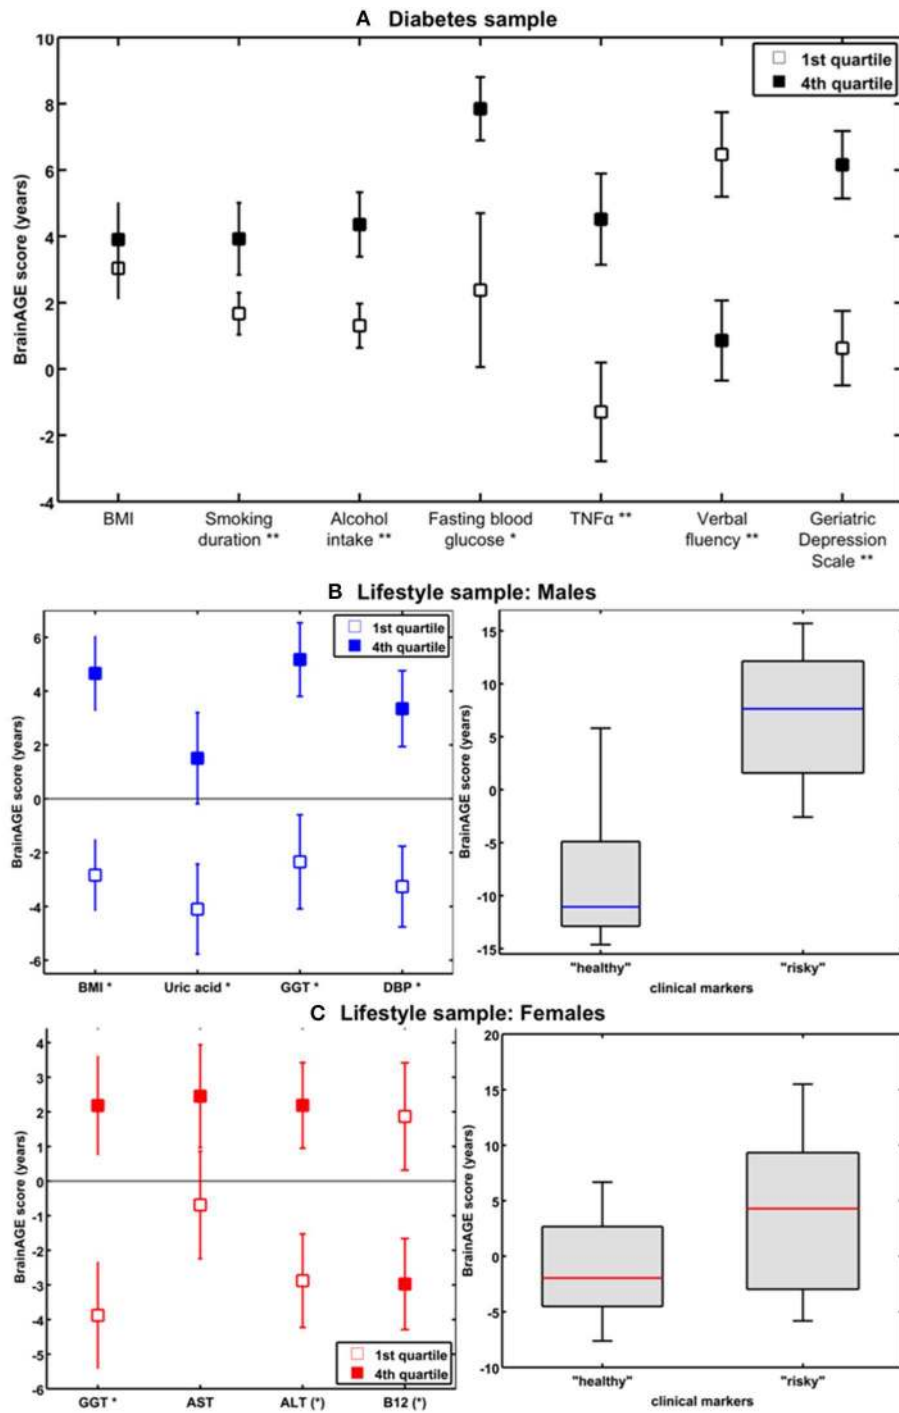 A Diabetes sample
10
8
6
4
2
0
-2
-4
BrainAGE score (years)
1st quartile
4th quartile
BMI
Smoking duration **
Alcohol intake **
Fasting blood glucose *
TNFα **
Verbal fluency **
Geriatric Depression Scale **
B Lifestyle sample: Males
6
4
2
0
-2
-4
-6
BrainAGE score (years)
1st quartile
4th quartile
BMI *
Uric acid *
GGT *
DBP *
15
10
5
0
-5
-10
-15
BrainAGE score (years)
"healthy"
"risky"
clinical markers
C Lifestyle sample: Females
4
3
2
1
0
-1
-2
-3
-4
-5
-6
BrainAGE score (years)
1st quartile
4th quartile
GGT *
AST
ALT (*)
B12 (*)
20
15
10
5
0
-5
-10
BrainAGE score (years)
"healthy"
"risky"
clinical markers